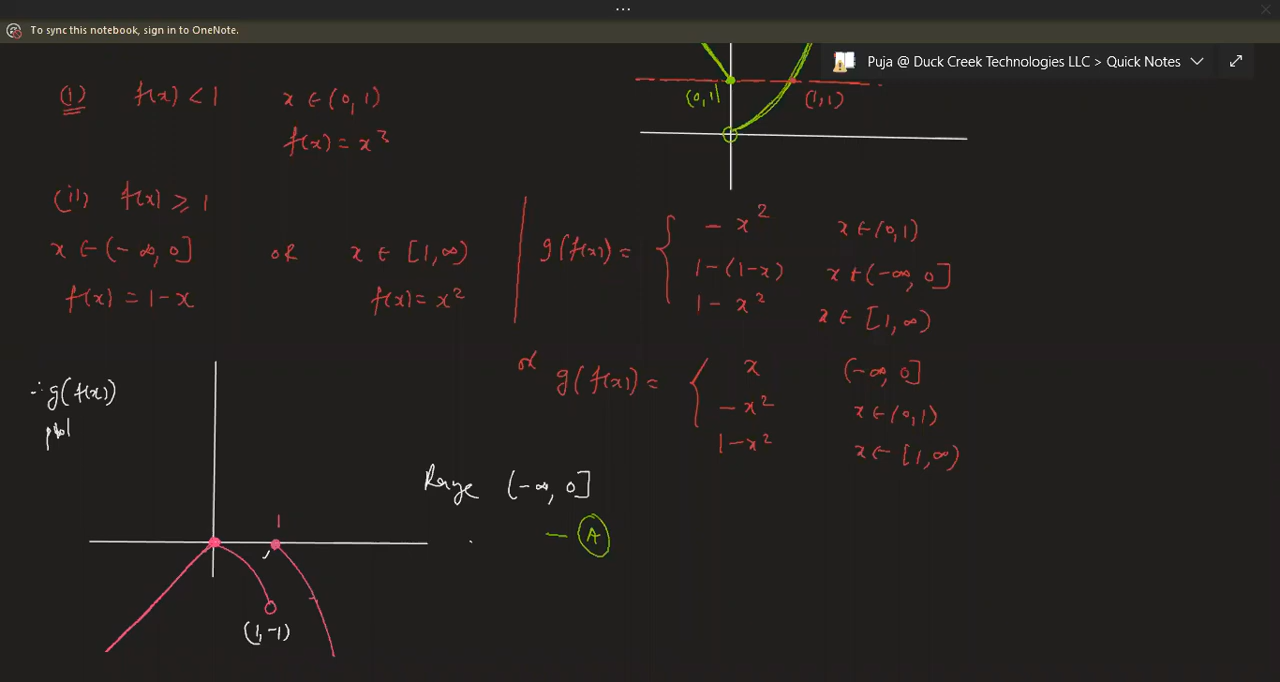 ...
To sync this notebook, sign in to OneNote.
Puja @ Duck Creek Technologies LLC > Quick Notes
(0,1)
(1,1)
(i) f(x) < 1 x ∈ (0, 1)
f(x) = x²
(ii) f(x) ≥ 1
x ∈ (-∞, 0] OR x ∈ [1, ∞)
f(x) = 1-x f(x) = x²
g(f(x)) = { -x² x ∈ (0,1)
1-(1-x) x ∈ (-∞, 0]
1-x² x ∈ [1, ∞)
or g(f(x)) = { x (-∞, 0]
-x² x ∈ (0,1)
1-x² x ∈ [1, ∞)
∴ g(f(x))
plot
Range (-∞, 0]
- A
1
(1,-1)